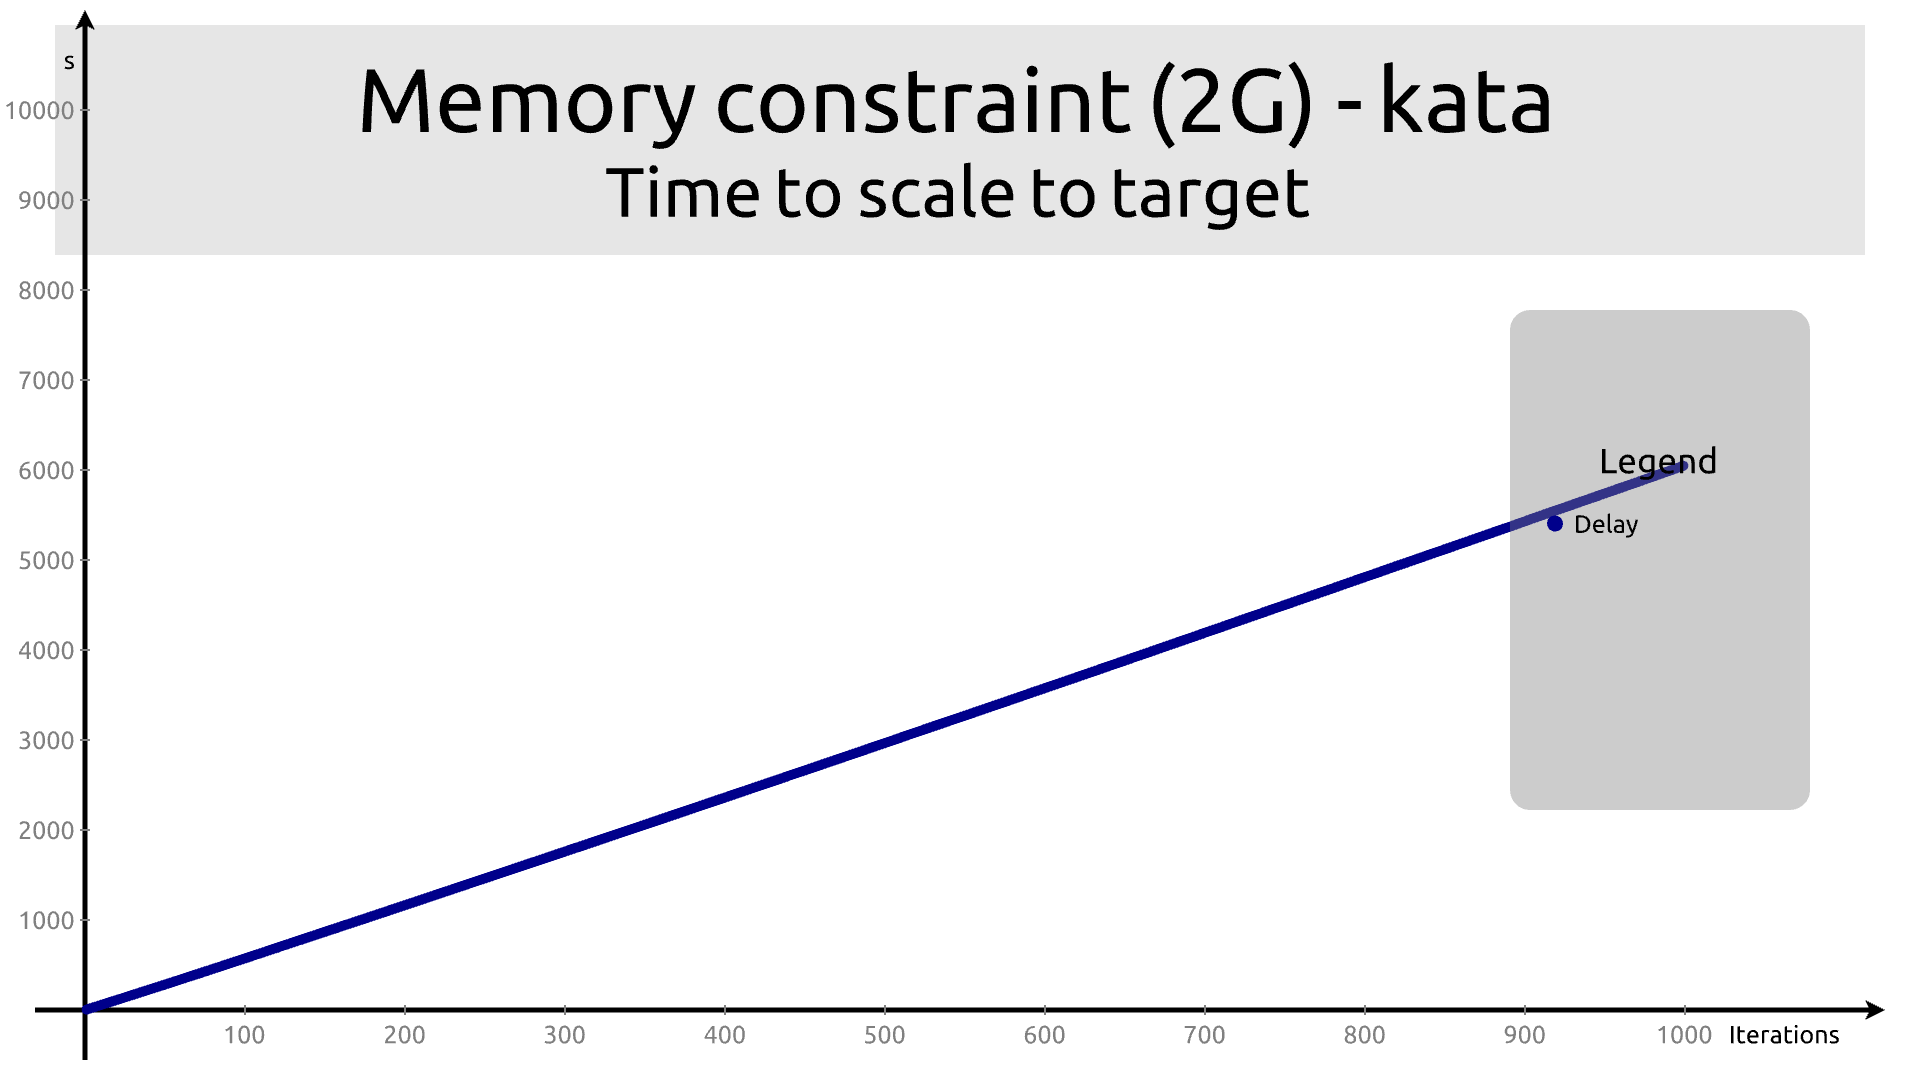 Memory constraint (2G) - kata
Time to scale to target
s
10000
9000
8000
7000
6000
5000
4000
3000
2000
1000
Legend
Delay
100 200 300 400 500 600 700 800 900 1000 Iterations